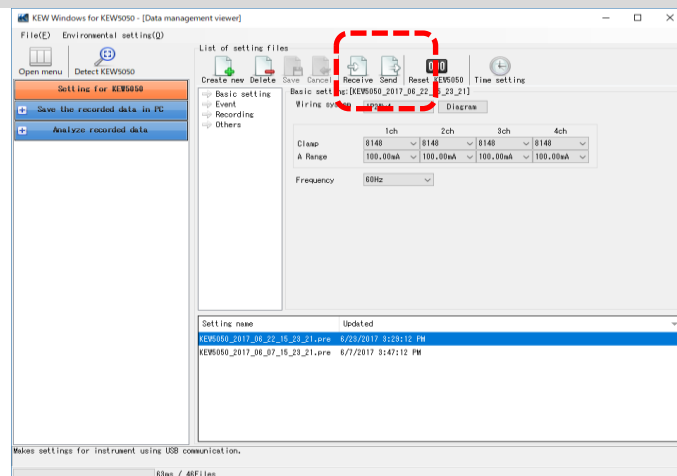 KEW Windows for KEW5050 - [Data management viewer]
File(F) Environmental setting(O)
List of setting files
Open menu Detect KEW5050
Create new Delete Save Cancel Receive Send Reset KEW5050 Time setting
Setting for KEW5050
Save the recorded data in PC
Analyze recorded data
Basic setting
Event
Recording
Others
Basic setting:[KEW5050_2017_06_22_15_23_21]
Wiring Diagram
1ch 2ch 3ch 4ch
Clamp 8148 8148 8148 8148
A Range 100.00mA 100.00mA 100.00mA 100.00mA
Frequency 60Hz
Setting name Updated
KEW5050_2017_06_22_15_23_21.pre 6/23/2017 3:29:12 PM
KEW5050_2017_06_07_15_23_21.pre 6/7/2017 3:47:12 PM
Makes settings for instrument using USB communication.
63ms / 46Files